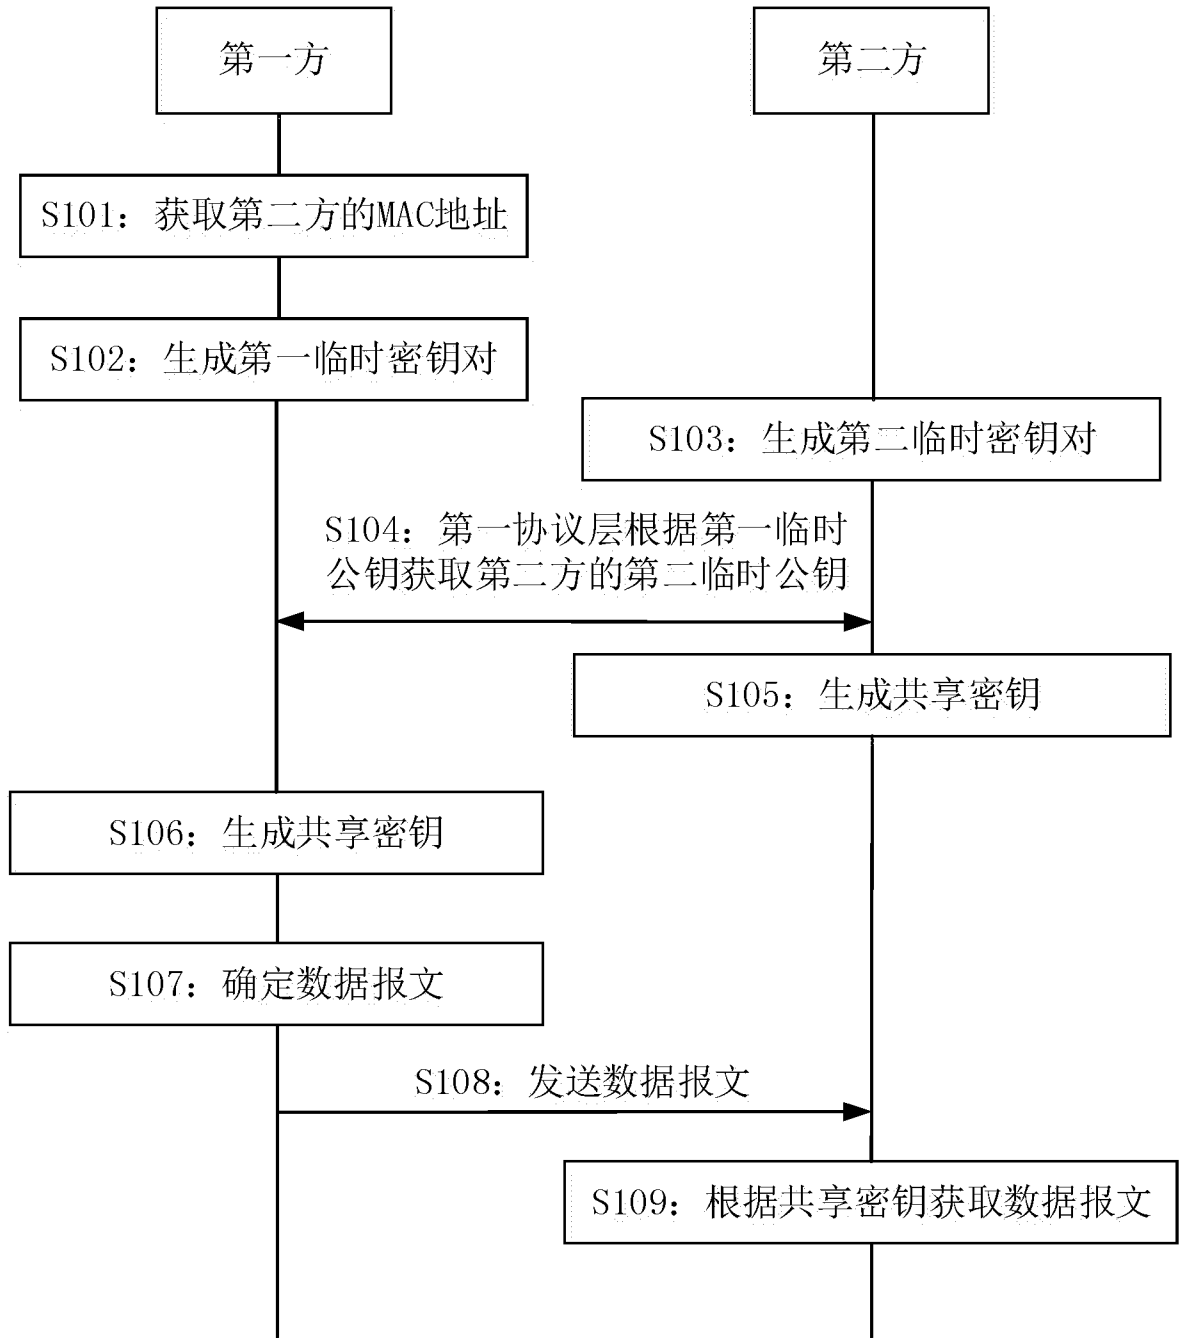 第一方
第二方
S101：获取第二方的MAC地址
S102：生成第一临时密钥对
S103：生成第二临时密钥对
S104：第一协议层根据第一临时
公钥获取第二方的第二临时公钥
S105：生成共享密钥
S106：生成共享密钥
S107：确定数据报文
S108：发送数据报文
S109：根据共享密钥获取数据报文